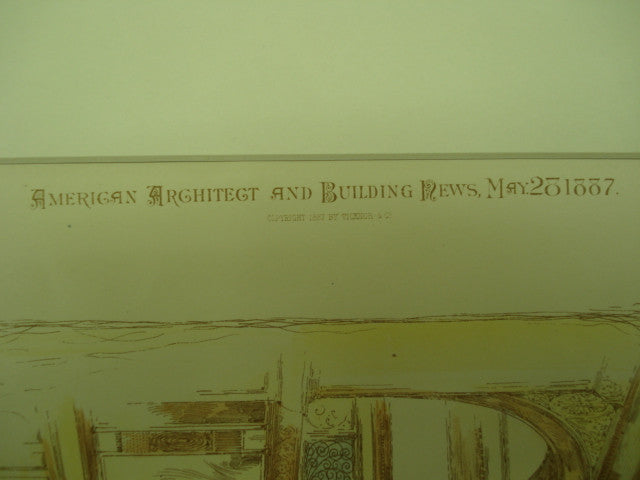 American Architect and Building News, May. 28 1887.
Copyright 1887 by Ticknor & Co